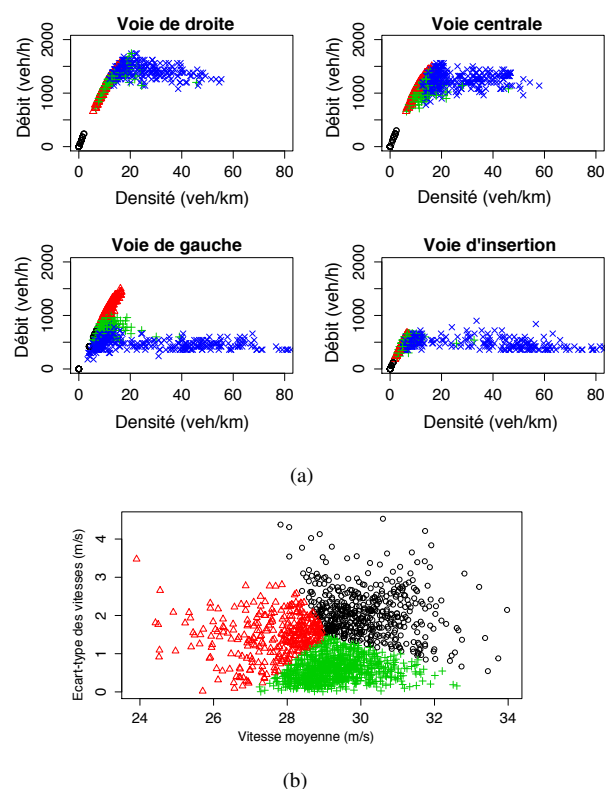 Voie de droite
Débit (veh/h)
0 1000 2000
0 20 40 60 80
Densité (veh/km)
Voie centrale
Débit (veh/h)
0 1000 2000
0 20 40 60 80
Densité (veh/km)
Voie de gauche
Débit (veh/h)
0 1000 2000
0 20 40 60 80
Densité (veh/km)
Voie d'insertion
Débit (veh/h)
0 1000 2000
0 20 40 60 80
Densité (veh/km)
(a)
Ecart-type des vitesses (m/s)
0 1 2 3 4
24 26 28 30 32 34
Vitesse moyenne (m/s)
(b)